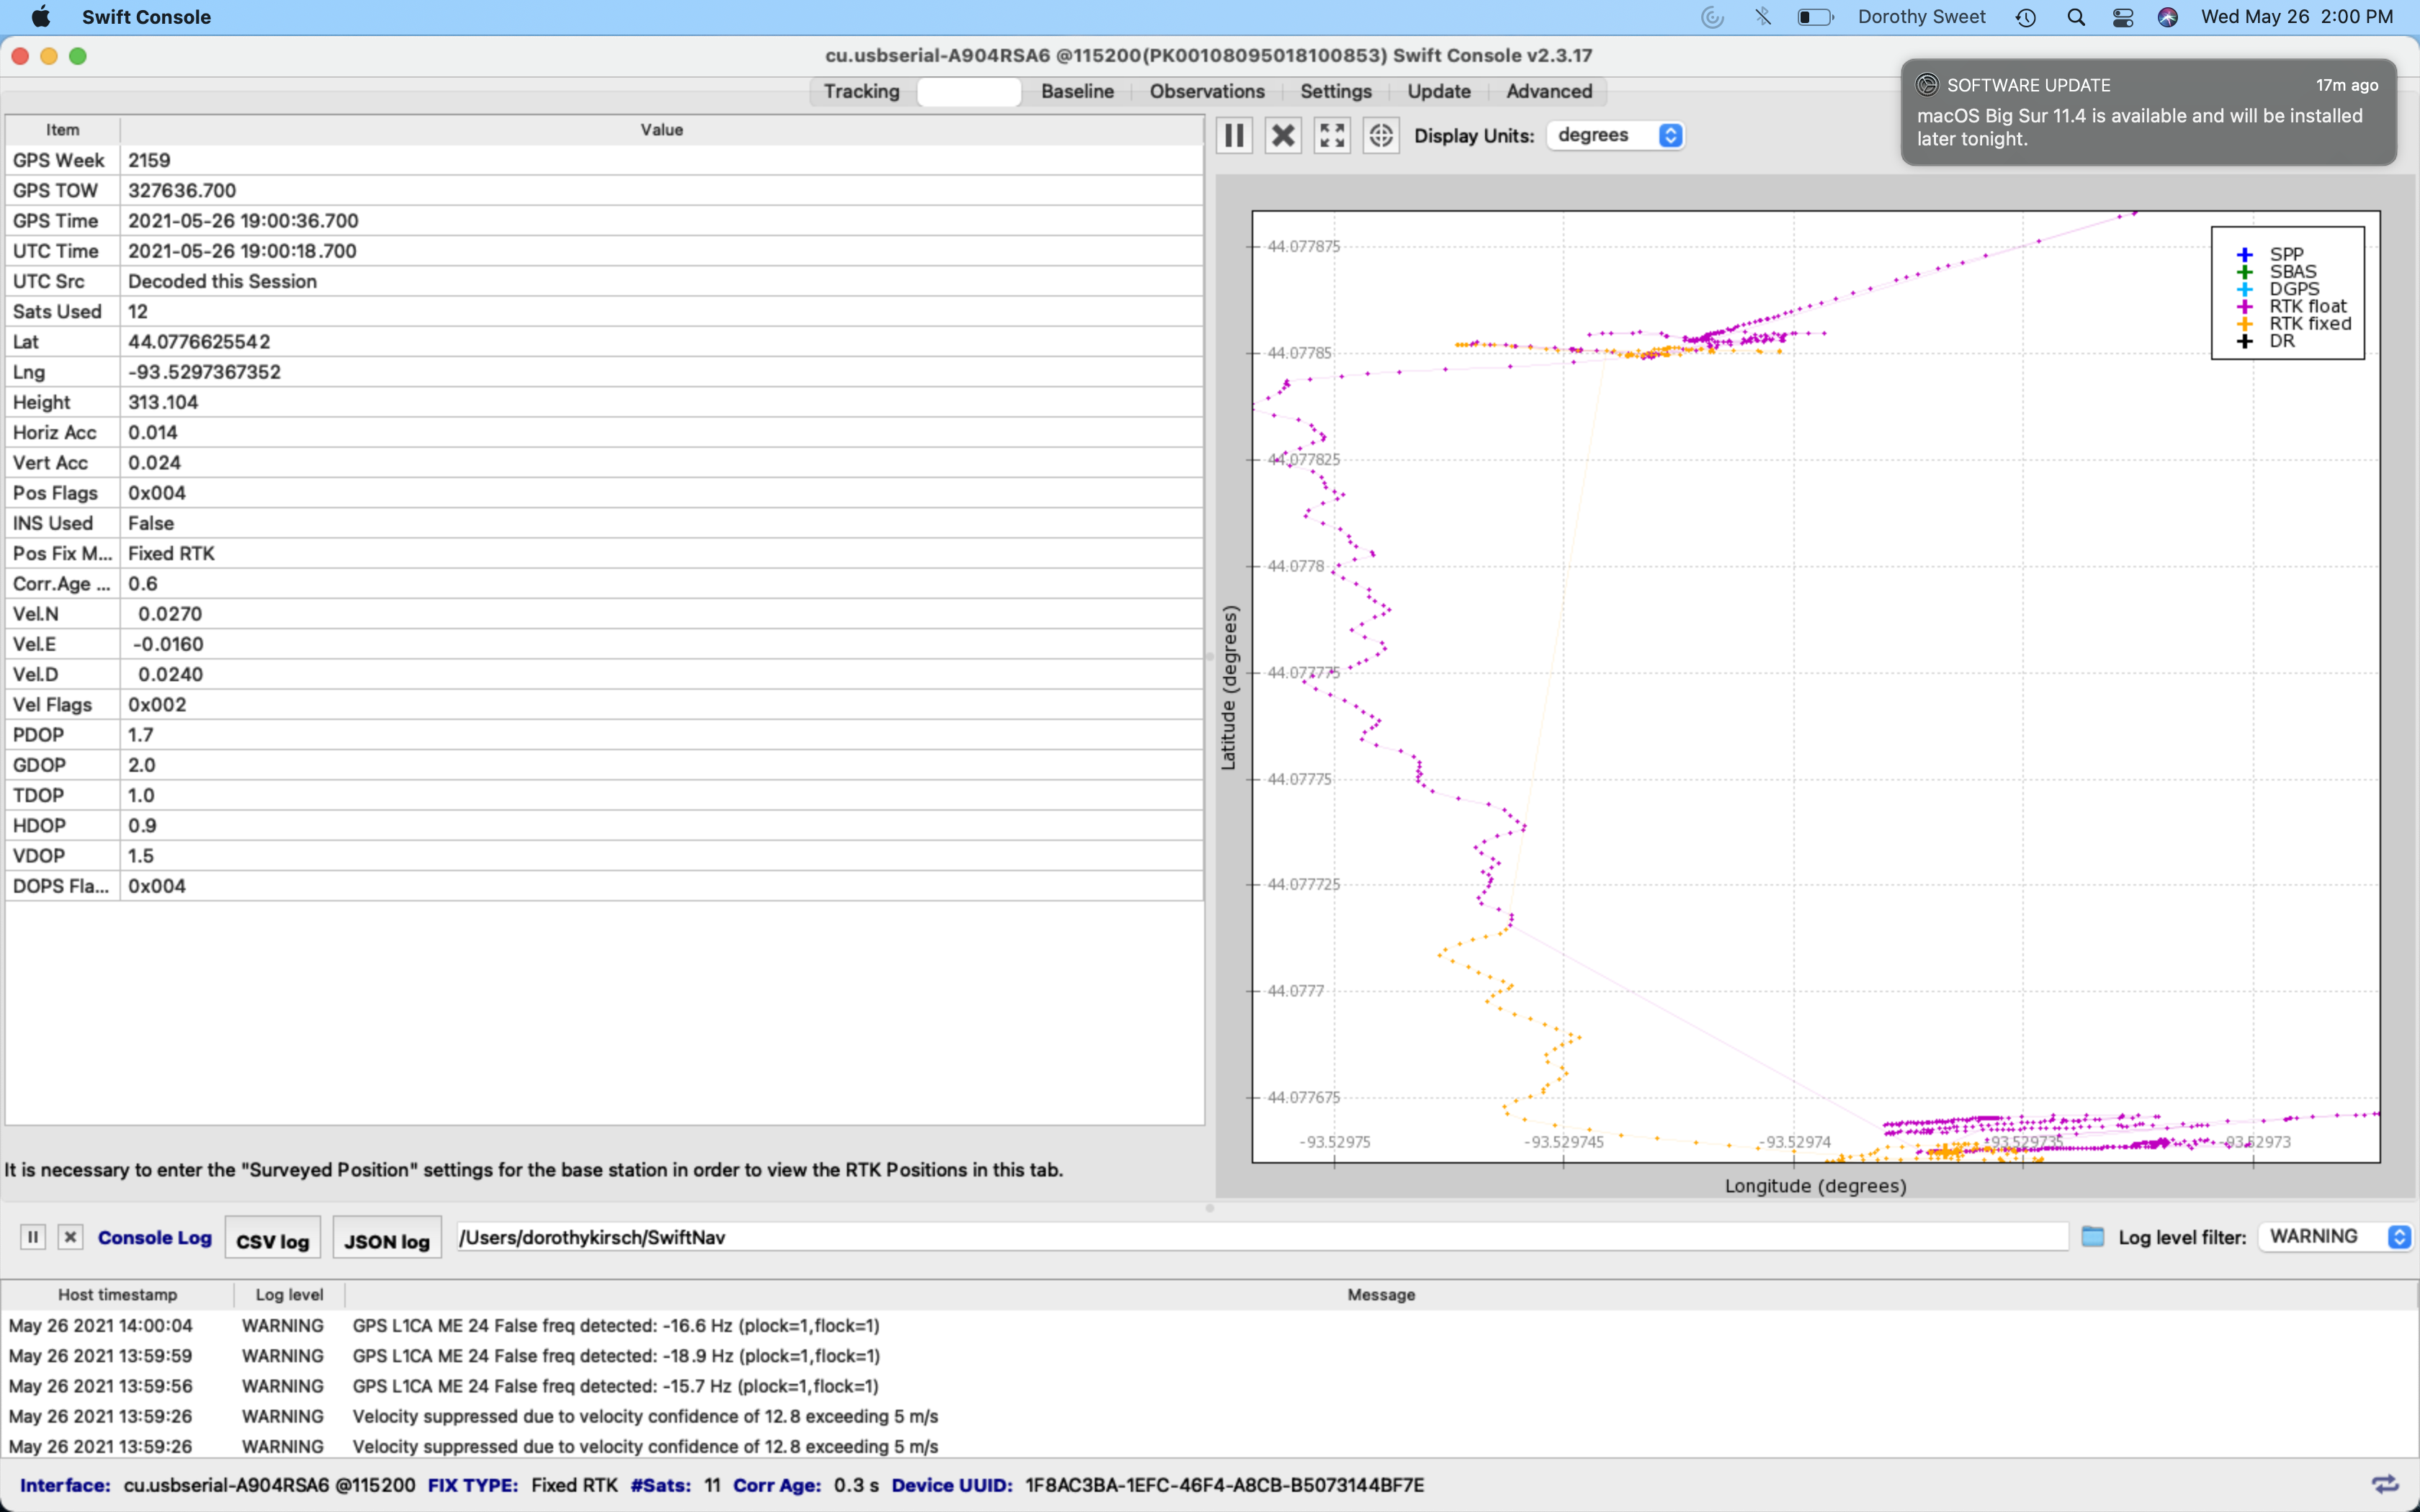 Swift Console
Dorothy Sweet
Wed May 26 2:00 PM
cu.usbserial-A904RSA6 @115200(PK00108095018100853) Swift Console v2.3.17
Tracking Baseline Observations Settings Update Advanced
SOFTWARE UPDATE 17m ago
macOS Big Sur 11.4 is available and will be installed
later tonight.
Item Value
GPS Week 2159
GPS TOW 327636.700
GPS Time 2021-05-26 19:00:36.700
UTC Time 2021-05-26 19:00:18.700
UTC Src Decoded this Session
Sats Used 12
Lat 44.0776625542
Lng -93.5297367352
Height 313.104
Horiz Acc 0.014
Vert Acc 0.024
Pos Flags 0x004
INS Used False
Pos Fix M... Fixed RTK
Corr.Age ... 0.6
Vel.N 0.0270
Vel.E -0.0160
Vel.D 0.0240
Vel Flags 0x002
PDOP 1.7
GDOP 2.0
TDOP 1.0
HDOP 0.9
VDOP 1.5
DOPS Fla... 0x004
It is necessary to enter the "Surveyed Position" settings for the base station in order to view the RTK Positions in this tab.
Display Units: degrees
SPP
SBAS
DGPS
RTK float
RTK fixed
DR
Latitude (degrees)
44.077875
44.07785
44.077825
44.0778
44.077775
44.07775
44.077725
44.0777
44.077675
-93.52975 -93.529745 -93.52974 -93.529735 -93.52973
Longitude (degrees)
Console Log CSV log JSON log /Users/dorothykirsch/SwiftNav Log level filter: WARNING
Host timestamp Log level Message
May 26 2021 14:00:04 WARNING GPS L1CA ME 24 False freq detected: -16.6 Hz (plock=1,flock=1)
May 26 2021 13:59:59 WARNING GPS L1CA ME 24 False freq detected: -18.9 Hz (plock=1,flock=1)
May 26 2021 13:59:56 WARNING GPS L1CA ME 24 False freq detected: -15.7 Hz (plock=1,flock=1)
May 26 2021 13:59:26 WARNING Velocity suppressed due to velocity confidence of 12.8 exceeding 5 m/s
May 26 2021 13:59:26 WARNING Velocity suppressed due to velocity confidence of 12.8 exceeding 5 m/s
Interface: cu.usbserial-A904RSA6 @115200 FIX TYPE: Fixed RTK #Sats: 11 Corr Age: 0.3 s Device UUID: 1F8AC3BA-1EFC-46F4-A8CB-B5073144BF7E